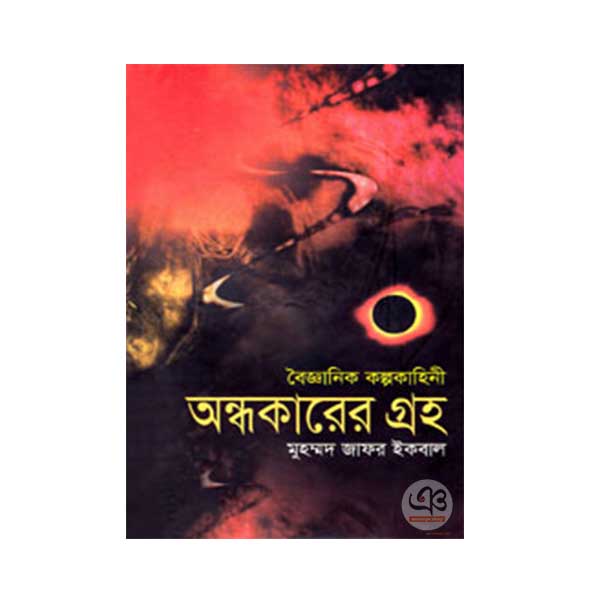 বৈজ্ঞানিক কল্পকাহিনী
অন্ধকারের গ্রহ
মুহম্মদ জাফর ইকবাল